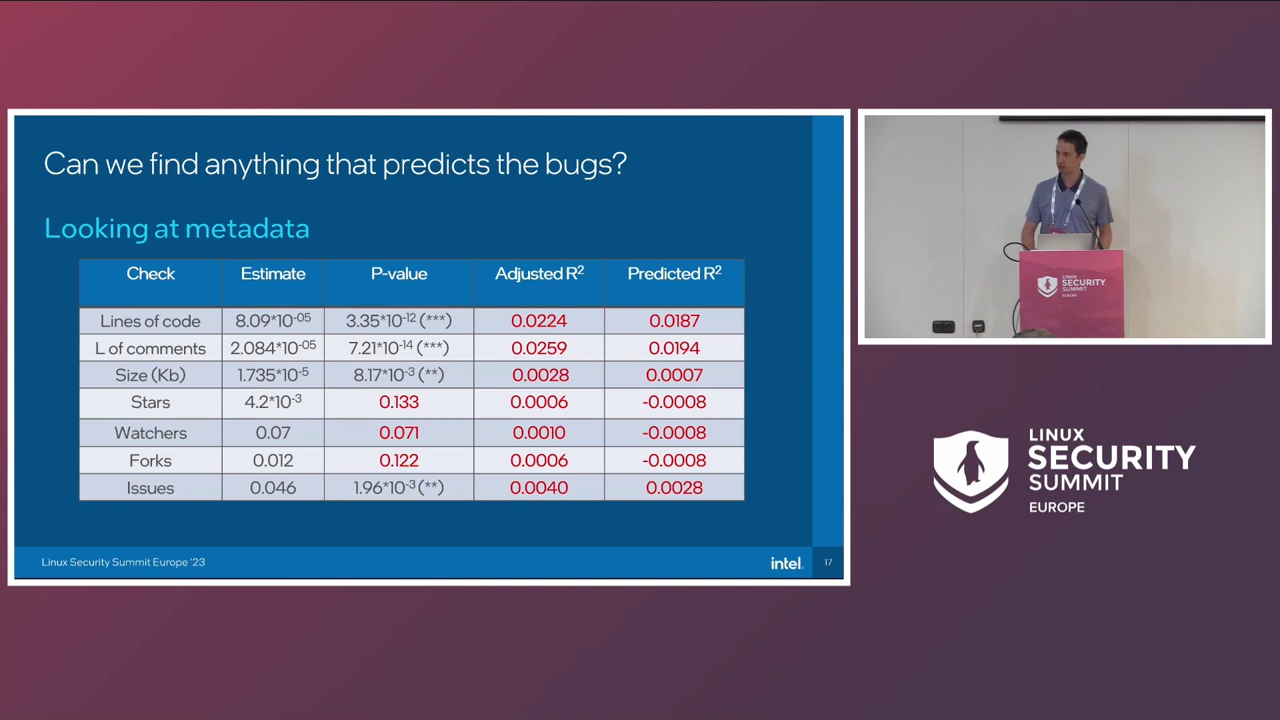 Can we find anything that predicts the bugs?
Looking at metadata
Check Estimate P-value Adjusted R² Predicted R²
Lines of code 8.09*10⁻⁰⁵ 3.35*10⁻¹² (***) 0.0224 0.0187
L of comments 2.084*10⁻⁰⁵ 7.21*10⁻¹⁴ (***) 0.0259 0.0194
Size (Kb) 1.735*10⁻⁵ 8.17*10⁻³ (**) 0.0028 0.0007
Stars 4.2*10⁻³ 0.133 0.0006 -0.0008
Watchers 0.07 0.071 0.0010 -0.0008
Forks 0.012 0.122 0.0006 -0.0008
Issues 0.046 1.96*10⁻³ (**) 0.0040 0.0028
Linux Security Summit Europe '23
intel.
17
LINUX
SECURITY
SUMMIT
EUROPE
LINUX
SECURITY
SUMMIT
EUROPE